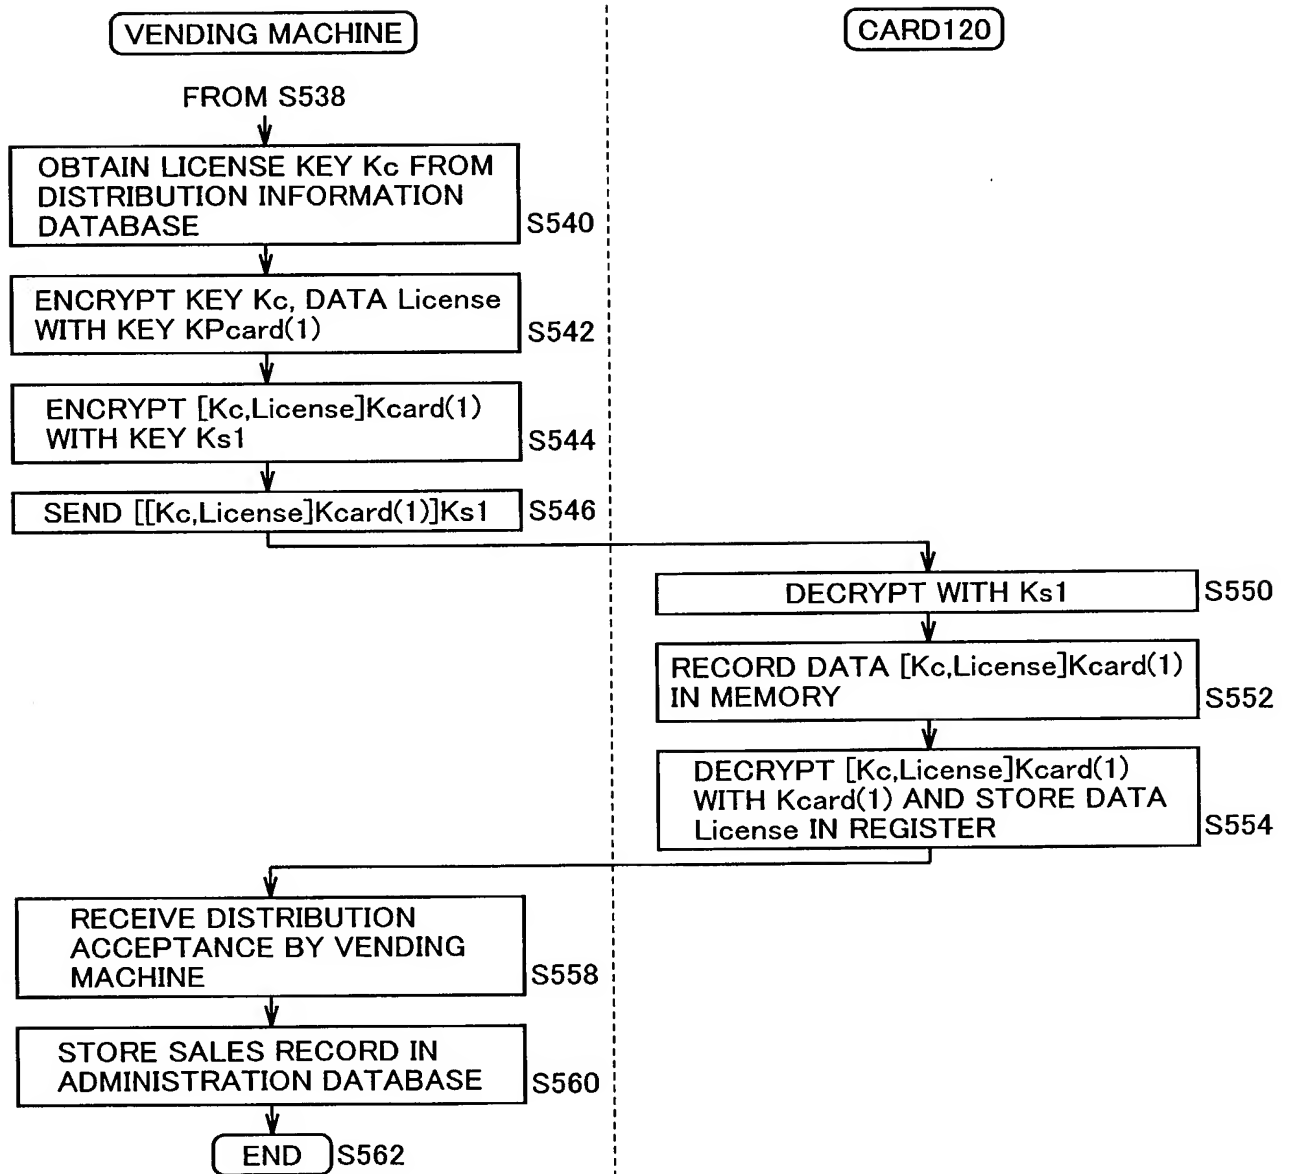 VENDING MACHINE
CARD120
FROM S538
OBTAIN LICENSE KEY Kc FROM
DISTRIBUTION INFORMATION
DATABASE
S540
ENCRYPT KEY Kc, DATA License
WITH KEY KPcard(1)
S542
ENCRYPT [Kc,License]Kcard(1)
WITH KEY Ks1
S544
SEND [[Kc,License]Kcard(1)]Ks1
S546
DECRYPT WITH Ks1
S550
RECORD DATA [Kc,License]Kcard(1)
IN MEMORY
S552
DECRYPT [Kc,License]Kcard(1)
WITH Kcard(1) AND STORE DATA
License IN REGISTER
S554
RECEIVE DISTRIBUTION
ACCEPTANCE BY VENDING
MACHINE
S558
STORE SALES RECORD IN
ADMINISTRATION DATABASE
S560
END
S562